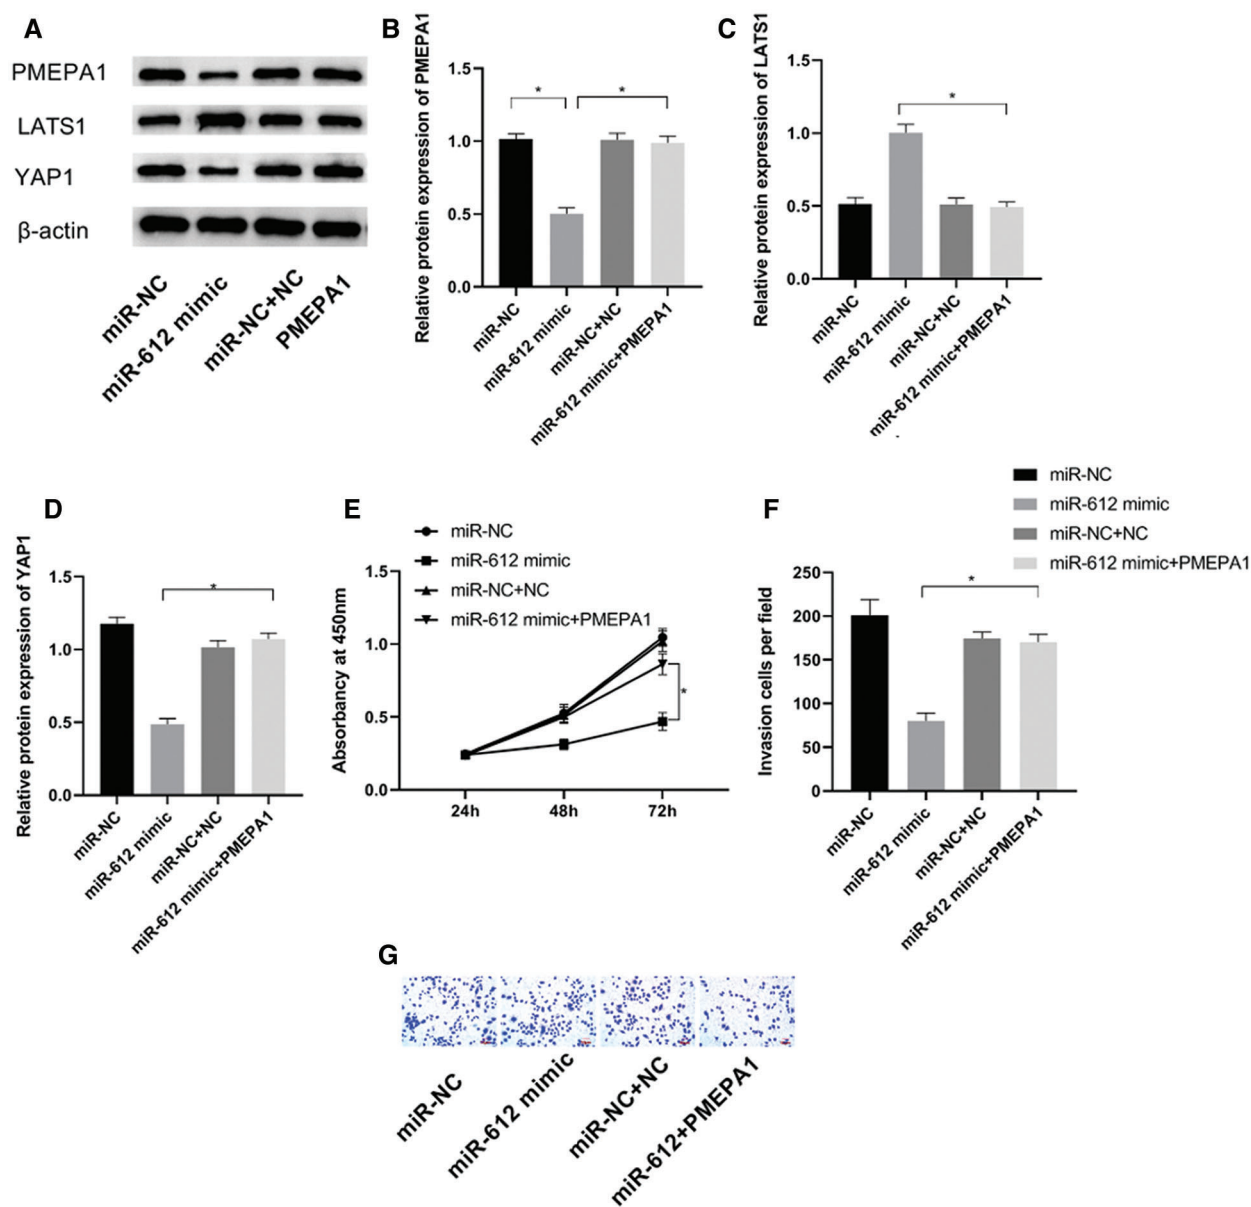 A
PMEPA1
LATS1
YAP1
β-actin
miR-NC
miR-612 mimic
miR-NC+NC
PMEPA1
B
Relative protein expression of PMEPA1
1.5
1.0
0.5
0.0
*
*
miR-NC
miR-612 mimic
miR-NC+NC
miR-612 mimic+PMEPA1
C
Relative protein expression of LATS1
1.5
1.0
0.5
0.0
*
miR-NC
miR-612 mimic
miR-NC+NC
miR-612 mimic+PMEPA1
D
Relative protein expression of YAP1
1.5
1.0
0.5
0.0
*
miR-NC
miR-612 mimic
miR-NC+NC
miR-612 mimic+PMEPA1
E
miR-NC
miR-612 mimic
miR-NC+NC
miR-612 mimic+PMEPA1
Absorbancy at 450nm
1.5
1.0
0.5
0.0
*
24h
48h
72h
F
miR-NC
miR-612 mimic
miR-NC+NC
miR-612 mimic+PMEPA1
Invasion cells per field
250
200
150
100
50
0
*
miR-NC
miR-612 mimic
miR-NC+NC
miR-612 mimic+PMEPA1
G
miR-NC
miR-612 mimic
miR-NC+NC
miR-612+PMEPA1